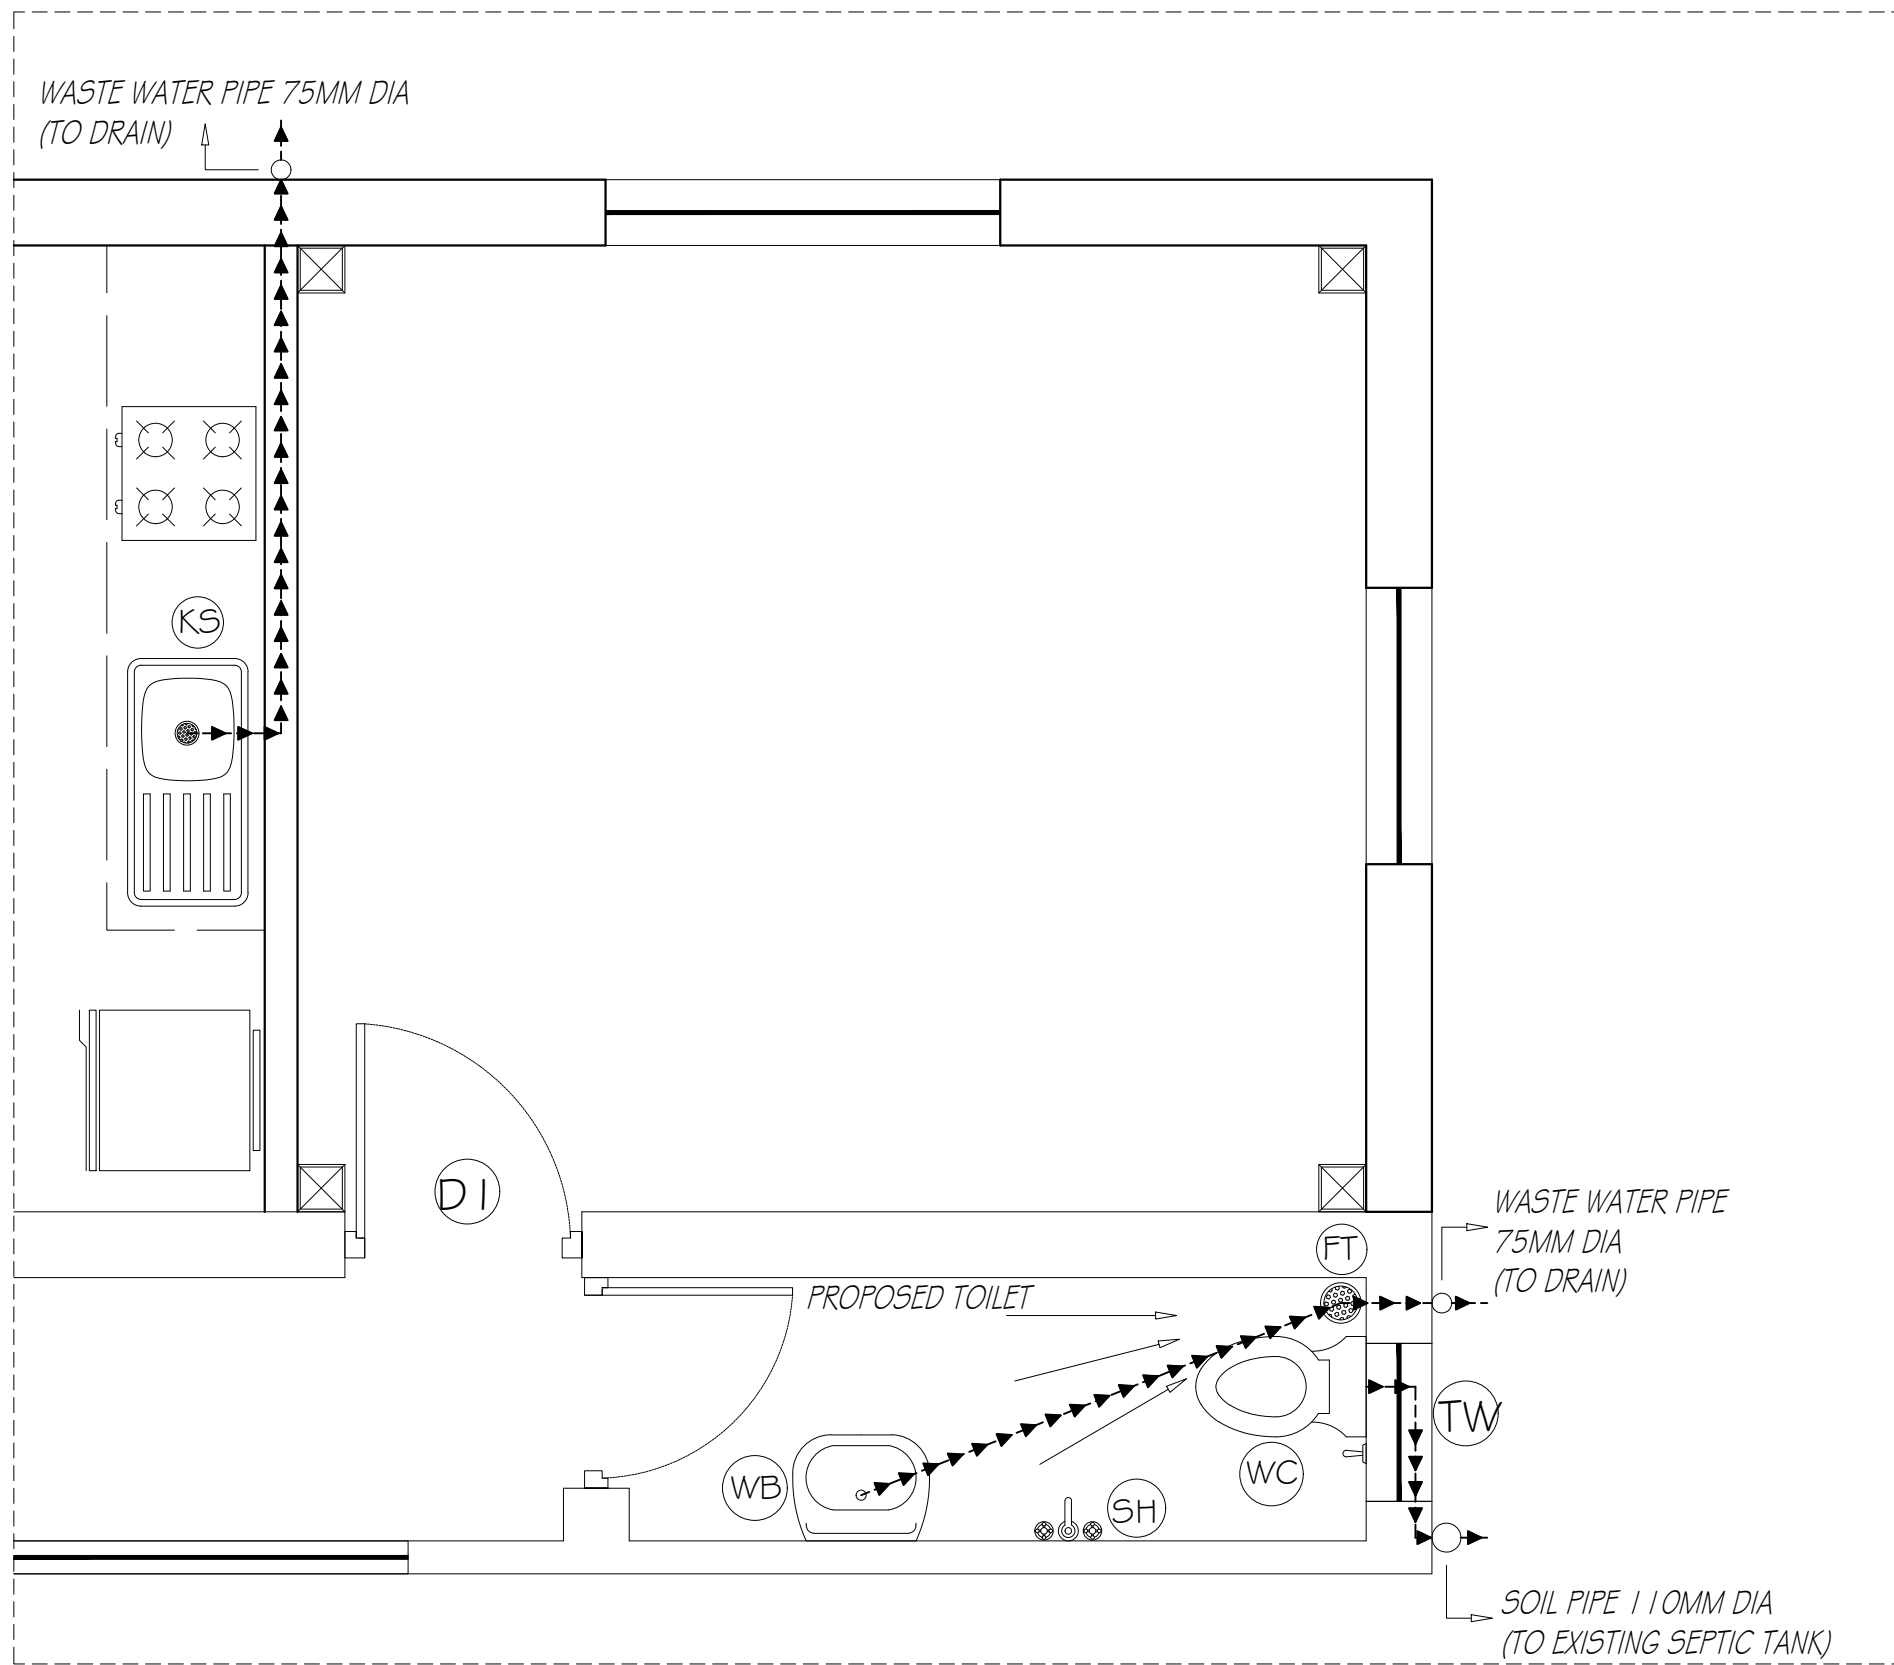 WASTE WATER PIPE 75MM DIA
(TO DRAIN)
KS
D1
WASTE WATER PIPE
75MM DIA
(TO DRAIN)
FT
PROPOSED TOILET
TW
WB
WC
SH
SOIL PIPE 110MM DIA
(TO EXISTING SEPTIC TANK)